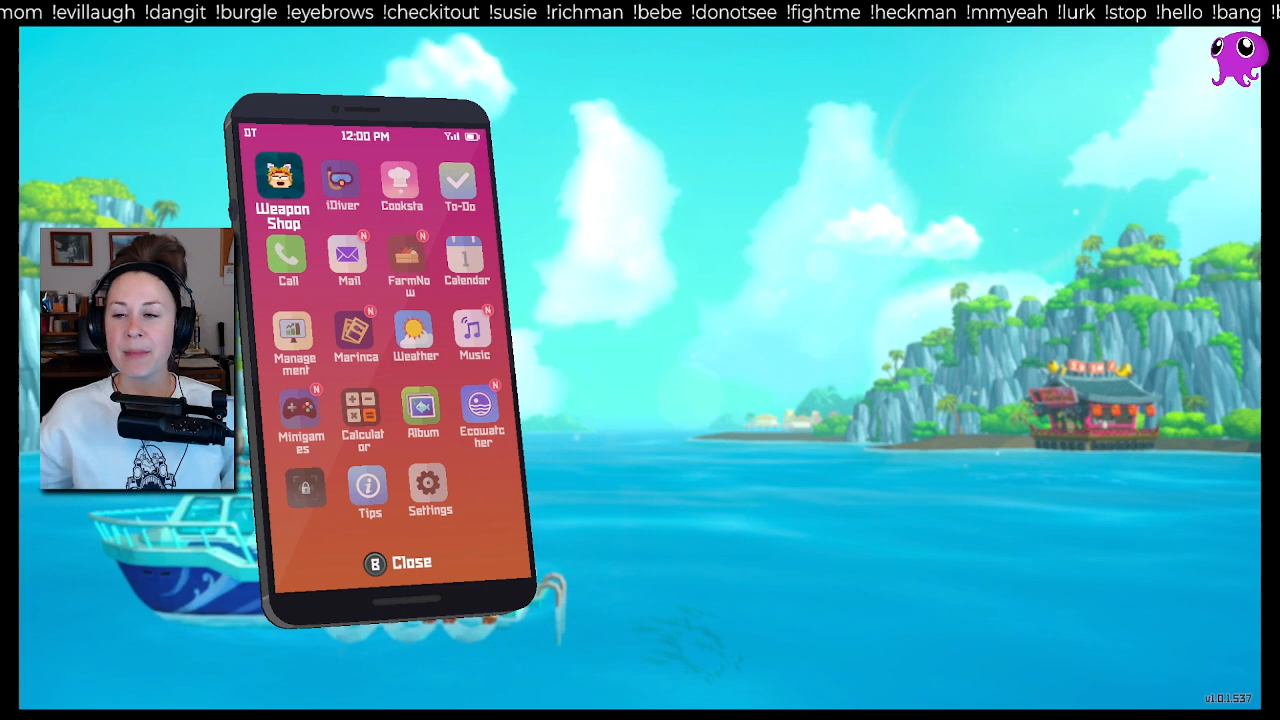 mom !evillaugh !dangit !burgle !eyebrows !checkitout !susie !richman !bebe !donotsee !fightme !heckman !mmyeah !lurk !stop !hello !bang
DT 12:00 PM
Weapon Shop iDiver Cooksta To-Do
N N 1
Call Mail FarmNo
w Calendar
N N
Manage
ment Marinca Weather Music
N N
Minigam
es Calculat
or Album Ecowatc
her
Tips Settings
B Close
v1.0.1.537